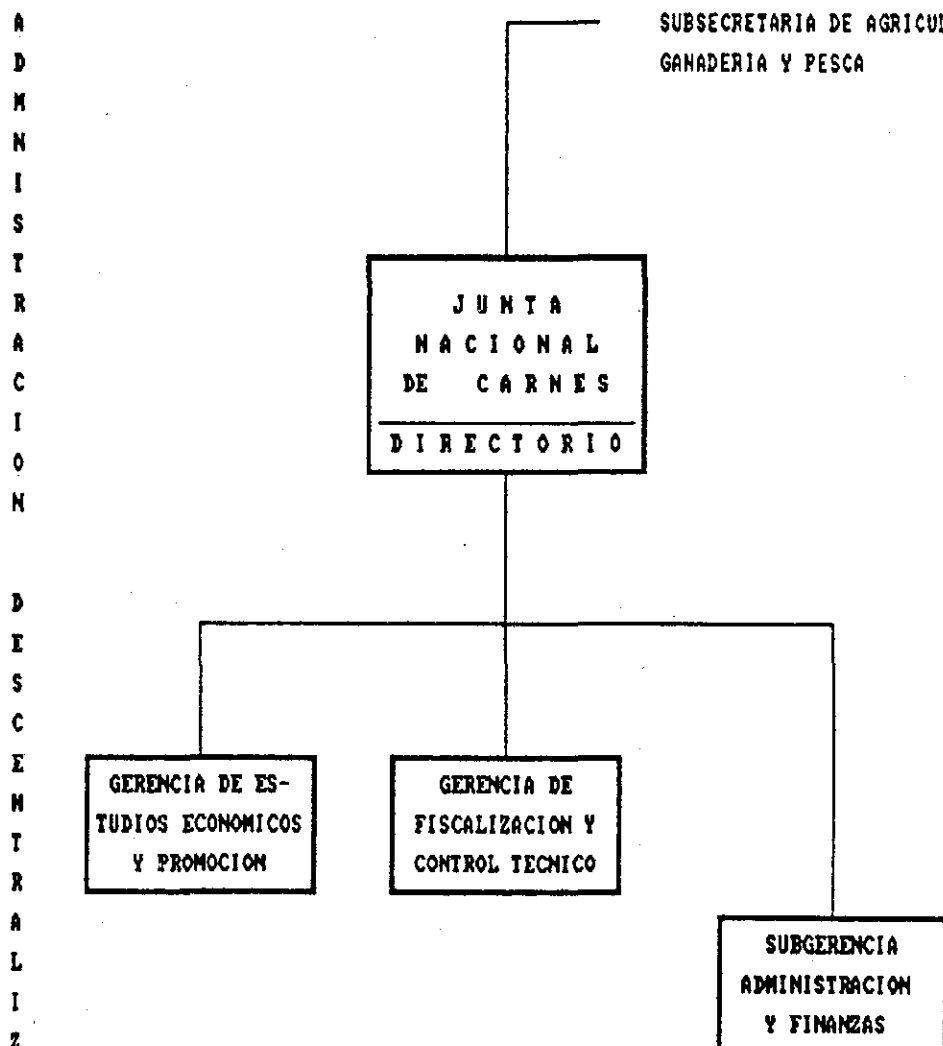 A D M N I S T R A C I O N D E S C E N T R A L I Z
SUBSECRETARIA DE AGRICUL
GANADERIA Y PESCA
J U N T A
N A C I O N A L
DE C A R N E S
D I R E C T O R I O
GERENCIA DE ES-
TUDIOS ECONOMICOS
Y PROMOCION
GERENCIA DE
FISCALIZACION Y
CONTROL TECNICO
SUBGERENCIA
ADMINISTRACION
Y FINANZAS